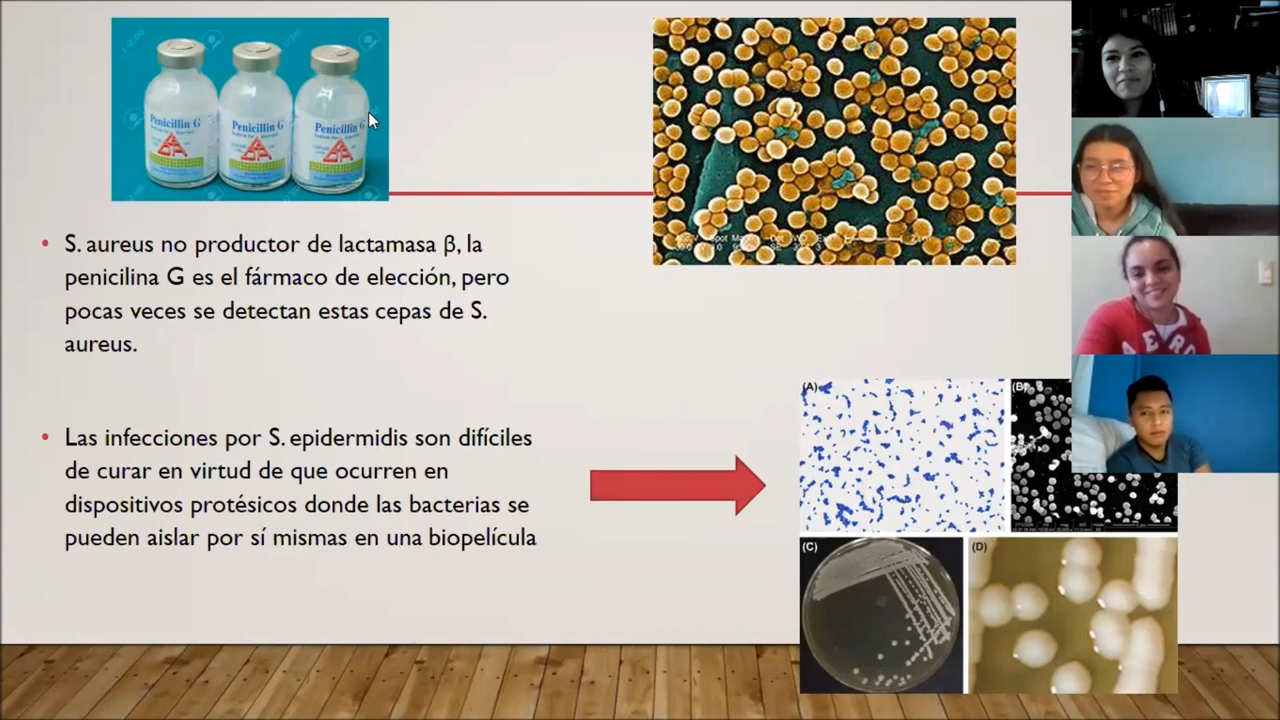 Penicillin G
Penicillin G
Penicillin G
S. aureus no productor de lactamasa β, la
penicilina G es el fármaco de elección, pero
pocas veces se detectan estas cepas de S.
aureus.
Las infecciones por S. epidermidis son difíciles
de curar en virtud de que ocurren en
dispositivos protésicos donde las bacterias se
pueden aislar por sí mismas en una biopelícula
(A)
(B)
(C)
(D)